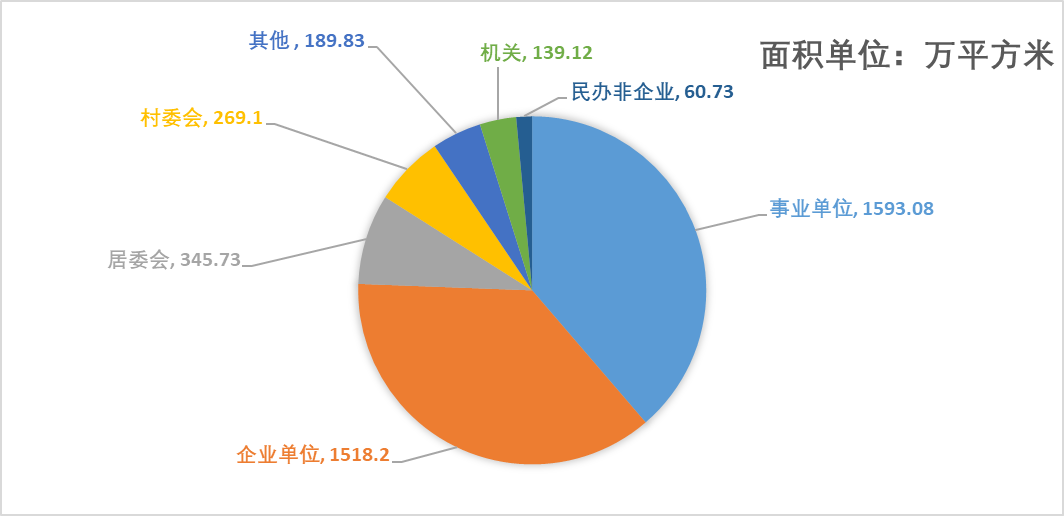 面积单位：万平方米
其他 , 189.83
机关, 139.12
民办非企业, 60.73
村委会, 269.1
事业单位, 1593.08
居委会, 345.73
企业单位, 1518.2